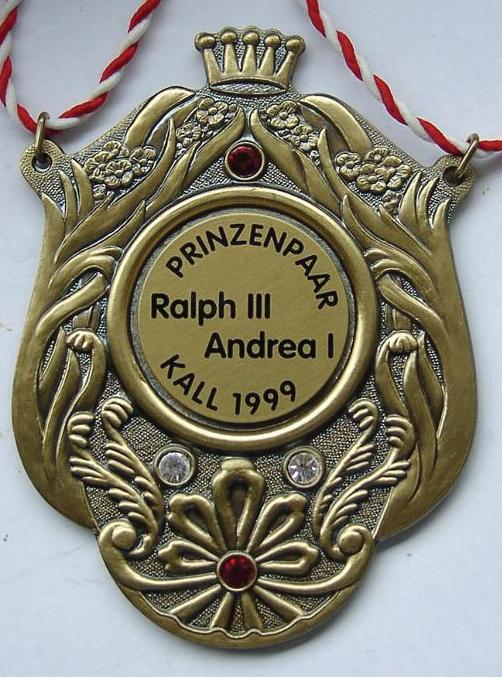 PRINZENPAAR
Ralph III
Andrea I
KALL 1999